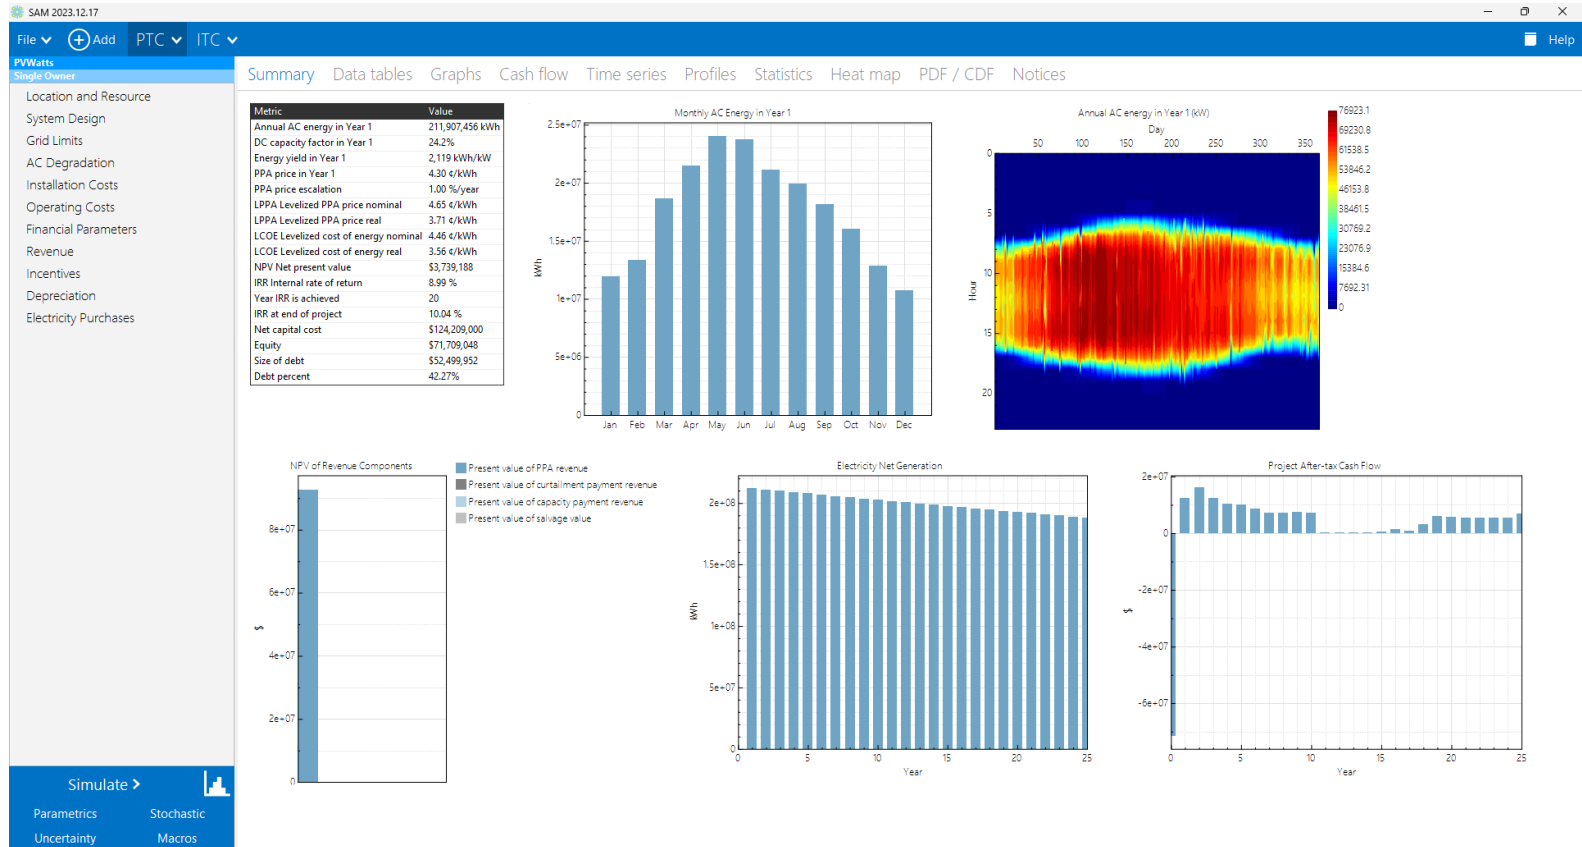 SAM 2023.12.17
File Add PTC ITC Help
PVWatts
Single Owner
Location and Resource
System Design
Grid Limits
AC Degradation
Installation Costs
Operating Costs
Financial Parameters
Revenue
Incentives
Depreciation
Electricity Purchases
Simulate >
Parametrics Stochastic
Uncertainty Macros
Summary Data tables Graphs Cash flow Time series Profiles Statistics Heat map PDF / CDF Notices
Metric Value
Annual AC energy in Year 1 211,907,456 kWh
DC capacity factor in Year 1 24.2%
Energy yield in Year 1 2,119 kWh/kW
PPA price in Year 1 4.30 ¢/kWh
PPA price escalation 1.00 %/year
LPPA Levelized PPA price nominal 4.65 ¢/kWh
LPPA Levelized PPA price real 3.71 ¢/kWh
LCOE Levelized cost of energy nominal 4.46 ¢/kWh
LCOE Levelized cost of energy real 3.56 ¢/kWh
NPV Net present value $3,739,188
IRR Internal rate of return 8.99 %
Year IRR is achieved 20
IRR at end of project 10.04 %
Net capital cost $124,209,000
Equity $71,709,048
Size of debt $52,499,952
Debt percent 42.27%
Monthly AC Energy in Year 1
2.5e+07
2e+07
1.5e+07
1e+07
5e+06
0
kWh
Jan Feb Mar Apr May Jun Jul Aug Sep Oct Nov Dec
Annual AC energy in Year 1 (kW)
Day
50 100 150 200 250 300 350
0
5
10
15
20
Hour
76923.1
69230.8
61538.5
53846.2
46153.8
38461.5
30769.2
23076.9
15384.6
7692.31
0
NPV of Revenue Components
8e+07
6e+07
4e+07
2e+07
0
$
Present value of PPA revenue
Present value of curtailment payment revenue
Present value of capacity payment revenue
Present value of salvage value
Electricity Net Generation
2e+08
1.5e+08
1e+08
5e+07
0
kWh
0 5 10 15 20 25
Year
Project After-tax Cash Flow
2e+07
0
-2e+07
-4e+07
-6e+07
$
0 5 10 15 20 25
Year